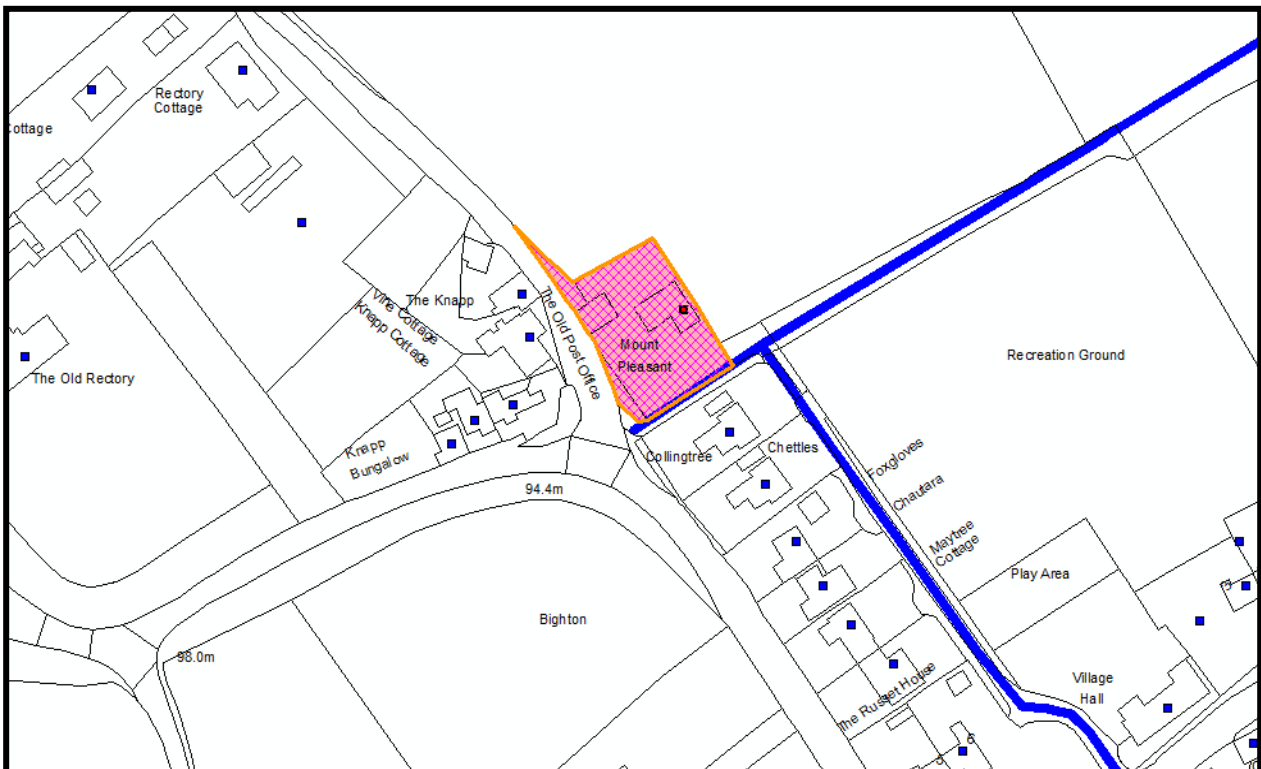 Rectory
Cottage
Cottage
The Old Rectory
The Knapp
Vine Cottage
Knapp Cottage
The Old Post Office
Knapp
Bungalow
Mount
Pleasant
Recreation Ground
Collingtree
Chettles
Foxgloves
Chautara
Maytree
Cottage
Play Area
94.4m
Bighton
98.0m
The Russet House
Village
Hall
6
5